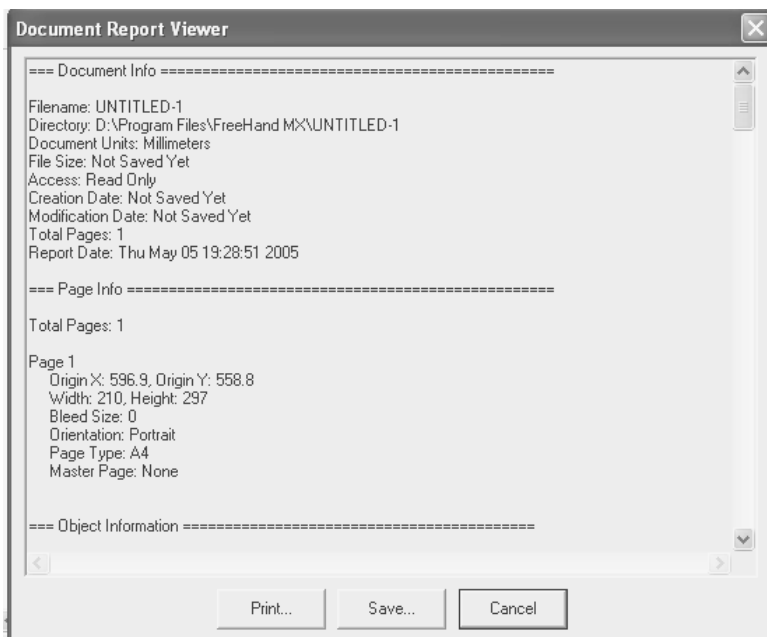 Document Report Viewer
=== Document Info ===============================================
Filename: UNTITLED-1
Directory: D:\Program Files\FreeHand MX\UNTITLED-1
Document Units: Millimeters
File Size: Not Saved Yet
Access: Read Only
Creation Date: Not Saved Yet
Modification Date: Not Saved Yet
Total Pages: 1
Report Date: Thu May 05 19:28:51 2005
=== Page Info ===================================================
Total Pages: 1
Page 1
Origin X: 596.9, Origin Y: 558.8
Width: 210, Height: 297
Bleed Size: 0
Orientation: Portrait
Page Type: A4
Master Page: None
=== Object Information ==========================================
Print... Save... Cancel